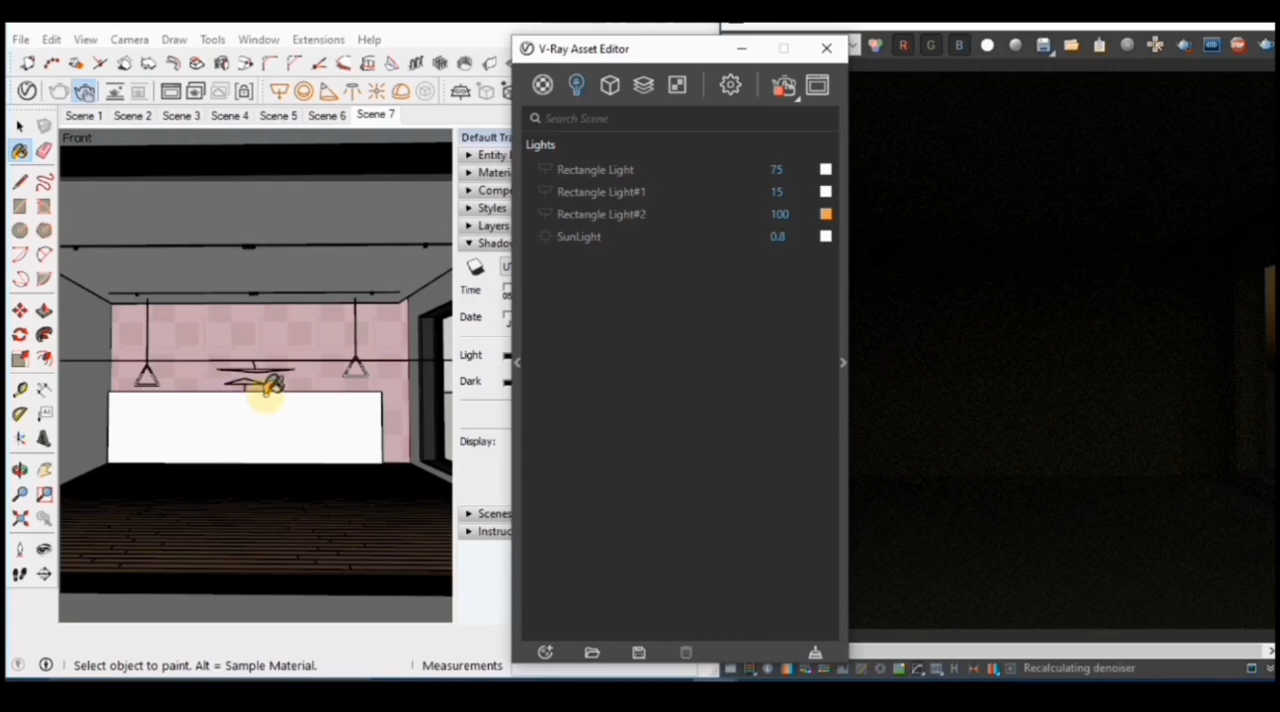 File Edit View Camera Draw Tools Window Extensions Help
V-Ray Asset Editor
R G B
Search Scene
Scene 1 Scene 2 Scene 3 Scene 4 Scene 5 Scene 6 Scene 7
Front
Default Tra
Lights
Entity
Rectangle Light 75
Materi
Compo
Rectangle Light#1 15
Styles
Rectangle Light#2 100
Layers
SunLight 0.8
Shado
Time
Date
Light
Dark
Display:
Scenes
Instruc
Select object to paint. Alt = Sample Material.
Measurements
Recalculating denoiser